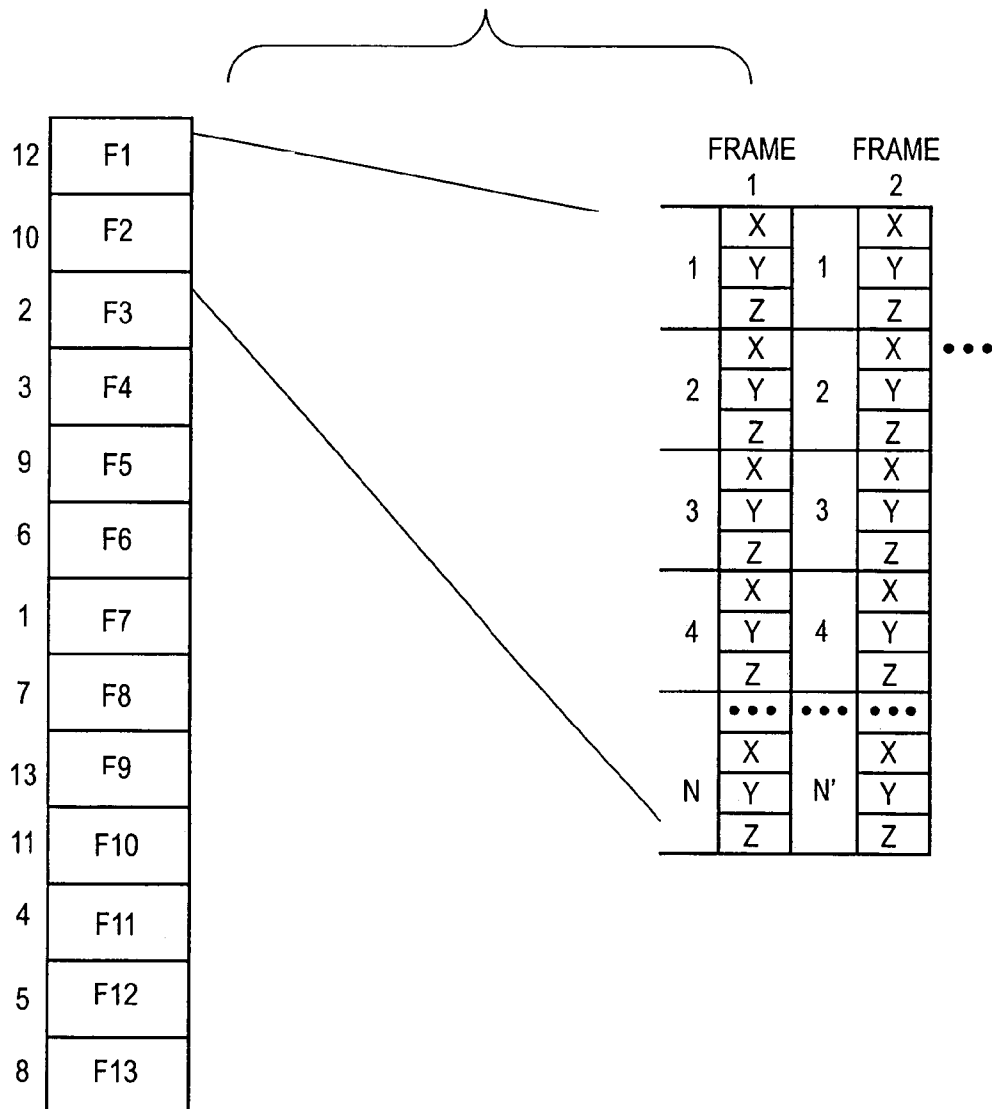 12 F1
10 F2
2 F3
3 F4
9 F5
6 F6
1 F7
7 F8
13 F9
11 F10
4 F11
5 F12
8 F13
FRAME FRAME
1 2
X X
1 Y 1 Y
Z Z
X X •••
2 Y 2 Y
Z Z
X X
3 Y 3 Y
Z Z
X X
4 Y 4 Y
Z Z
••• ••• •••
X X
N Y N' Y
Z Z